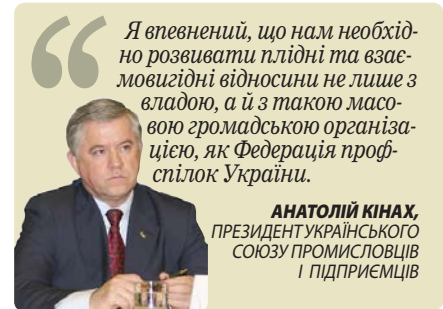 Я впевнений, що нам необхід-
но розвивати плідні та взає-
мовигідні відносини не лише з
владою, а й з такою масо-
вою громадською організа-
цією, як Федерація проф-
спілок України.
АНАТОЛІЙ КІНАХ,
ПРЕЗИДЕНТ УКРАЇНСЬКОГО
СОЮЗУ ПРОМИСЛОВЦІВ
І ПІДПРИЄМЦІВ